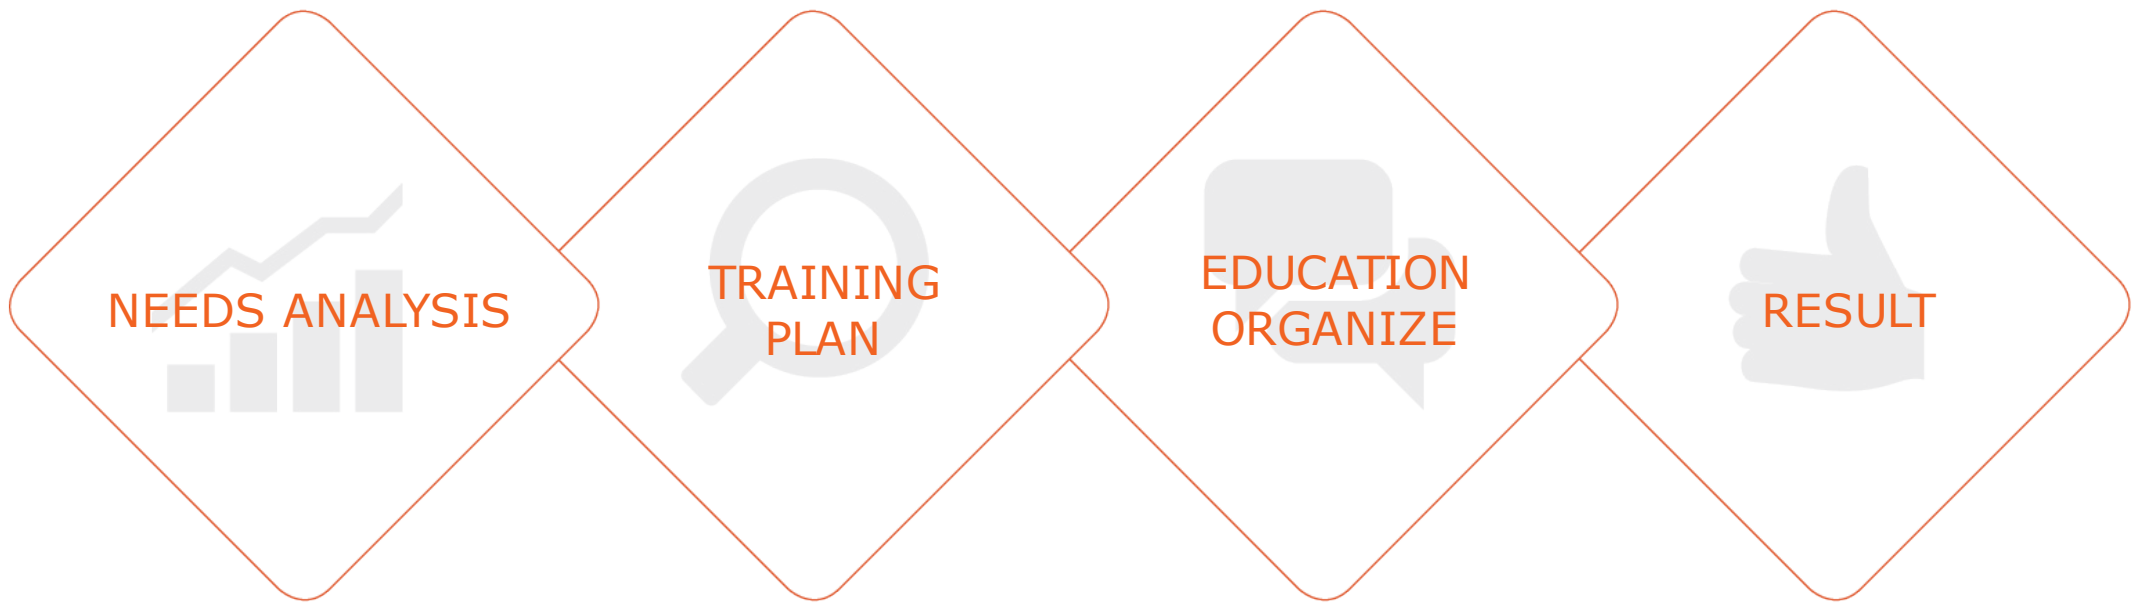 NEEDS ANALYSIS
TRAINING
PLAN
EDUCATION
ORGANIZE
RESULT